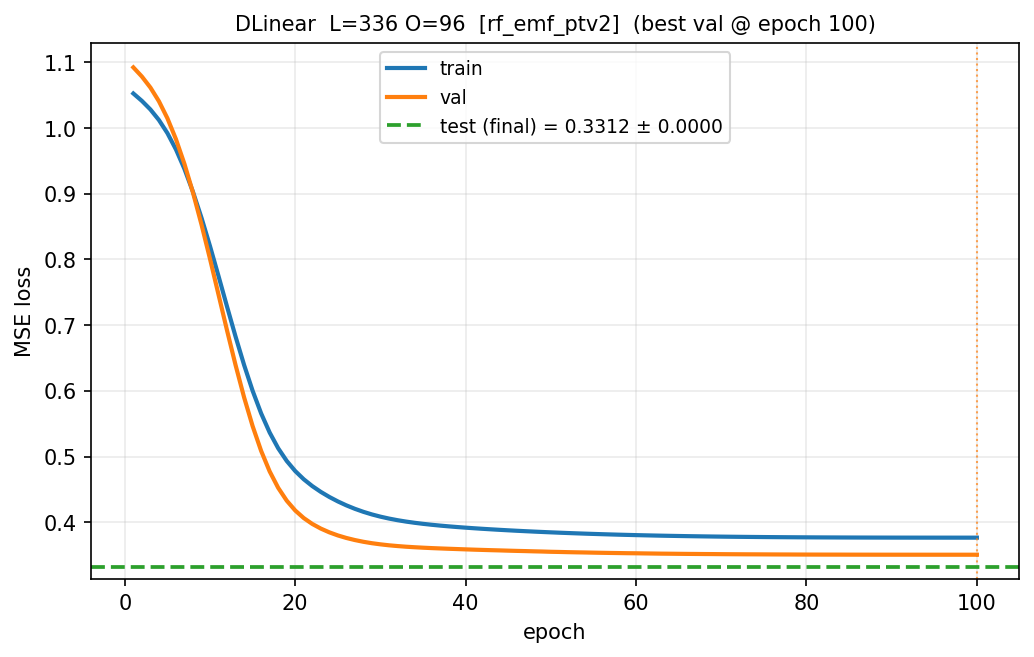 DLinear  L=336 O=96  [rf_emf_ptv2]  (best val @ epoch 100)
train
val
test (final) = 0.3312 ± 0.0000
MSE loss
1.1
1.0
0.9
0.8
0.7
0.6
0.5
0.4
0 20 40 60 80 100
epoch